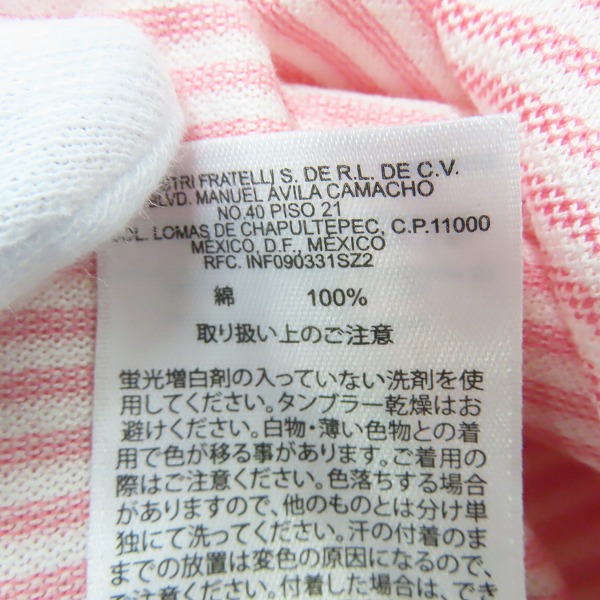 STRI FRATELLI S. DE R.L. DE C.V.
BLVD. MANUEL ÁVILA CAMACHO
NO.40 PISO 21
COL. LOMAS DE CHAPULTEPEC, C.P.11000
MÉXICO, D.F., MÉXICO
RFC. INF090331SZ2
綿 100%
取り扱い上のご注意
蛍光増白剤の入っていない洗剤を使
用してください。タンブラー乾燥はお
避けください。白物・薄い色物との着
用で色が移る事があります。ご着用の
際はご注意ください。色落ちする場合
がありますので、他のものとは分け単
独にて洗ってください。汗の付着のま
までの放置は変色の原因になるので、
ご注意ください。付着した場合は、でき